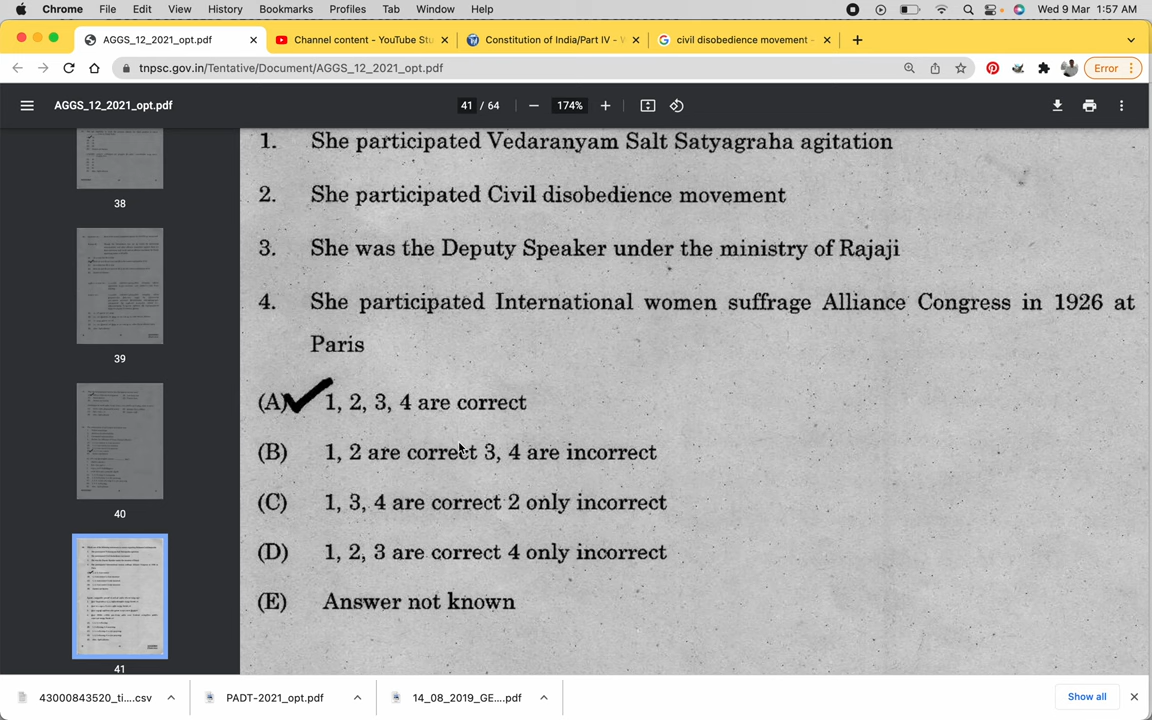 Chrome File Edit View History Bookmarks Profiles Tab Window Help Wed 9 Mar 1:57 AM
AGGS_12_2021_opt.pdf Channel content - YouTube Stu Constitution of India/Part IV - W civil disobedience movement -
tnpsc.gov.in/Tentative/Document/AGGS_12_2021_opt.pdf Error
AGGS_12_2021_opt.pdf 41 / 64 174%
38
39
40
41
1. She participated Vedaranyam Salt Satyagraha agitation
2. She participated Civil disobedience movement
3. She was the Deputy Speaker under the ministry of Rajaji
4. She participated International women suffrage Alliance Congress in 1926 at
Paris
(A) 1, 2, 3, 4 are correct
(B) 1, 2 are correct 3, 4 are incorrect
(C) 1, 3, 4 are correct 2 only incorrect
(D) 1, 2, 3 are correct 4 only incorrect
(E) Answer not known
43000843520_ti....csv PADT-2021_opt.pdf 14_08_2019_GE....pdf Show all